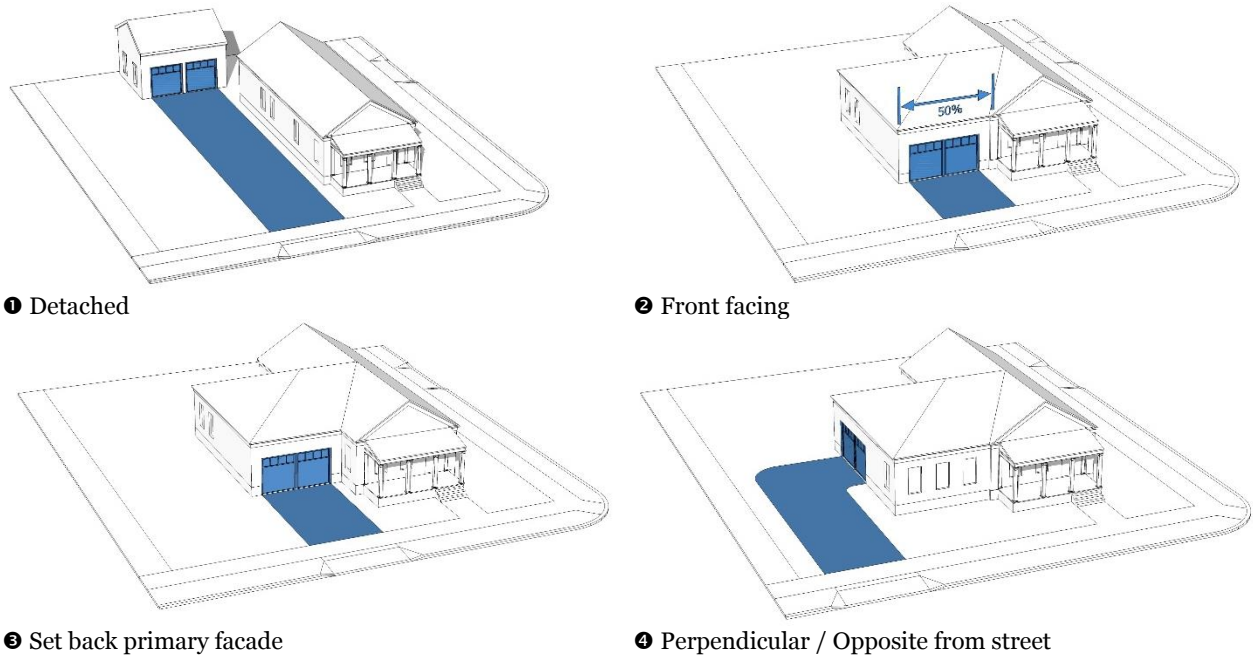 50%
❶ Detached
❷ Front facing
❸ Set back primary facade
❹ Perpendicular / Opposite from street